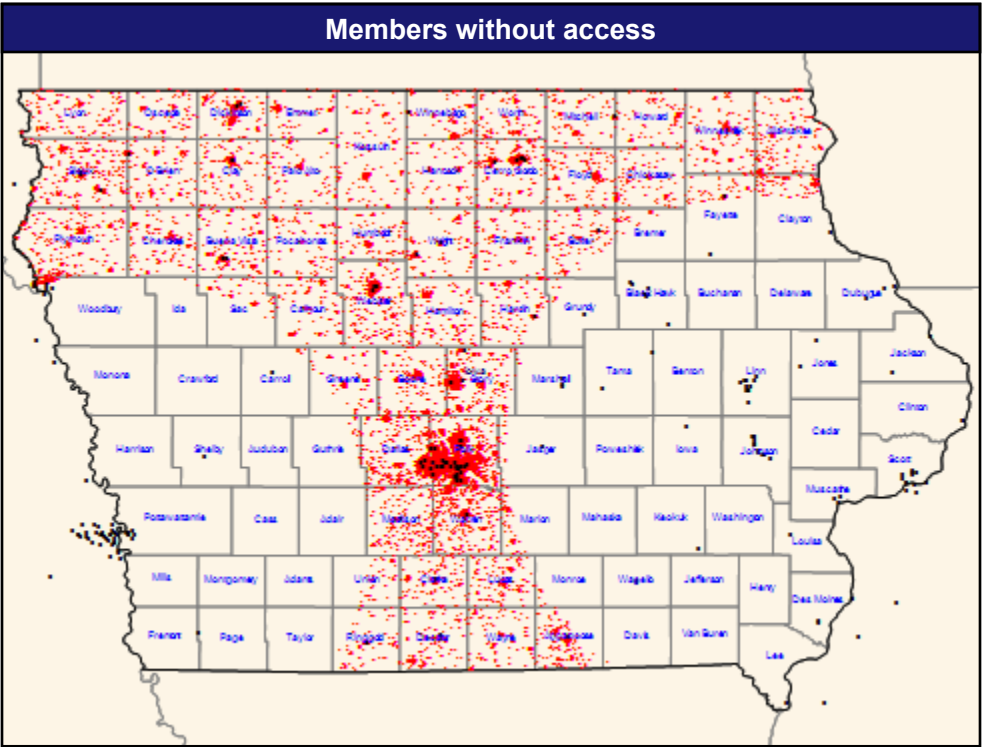 Members without access
Lyon Osceola Dickinson Emmet Winnebago Worth Mitchell Howard Winneshiek Allamakee
Kossuth
Sioux O'Brien Clay Palo Alto Hancock Cerro Gordo Floyd Chickasaw
Fayette Clayton
Plymouth Cherokee Buena Vista Pocahontas Humboldt Wright Franklin Butler Bremer
Woodbury Ida Sac Calhoun Webster Hamilton Hardin Grundy Black Hawk Buchanan Delaware Dubuque
Monona Crawford Carroll Greene Boone Story Marshall Tama Benton Linn Jones Jackson
Clinton
Harrison Shelby Audubon Guthrie Dallas Polk Jasper Poweshiek Iowa Johnson Cedar
Scott
Muscatine
Pottawattamie Cass Adair Madison Warren Marion Mahaska Keokuk Washington
Louisa
Mills Montgomery Adams Union Clarke Lucas Monroe Wapello Jefferson Henry
Des Moines
Fremont Page Taylor Ringgold Decatur Wayne Appanoose Davis Van Buren
Lee